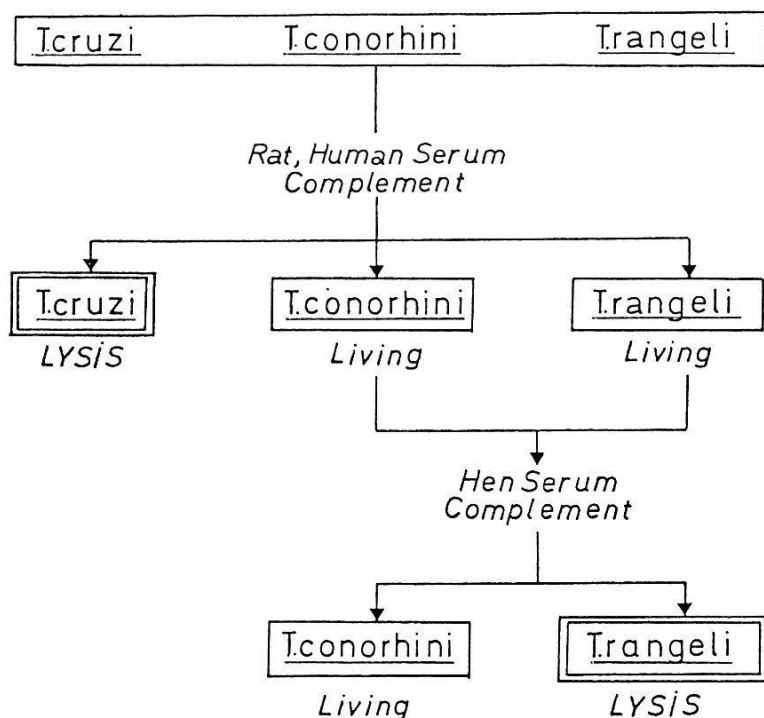 T.cruzi T.conorhini T.rangeli
Rat, Human Serum
Complement
T.cruzi T.conorhini T.rangeli
LYSiS Living Living
Hen Serum
Complement
T.conorhini T.rangeli
Living LYSiS